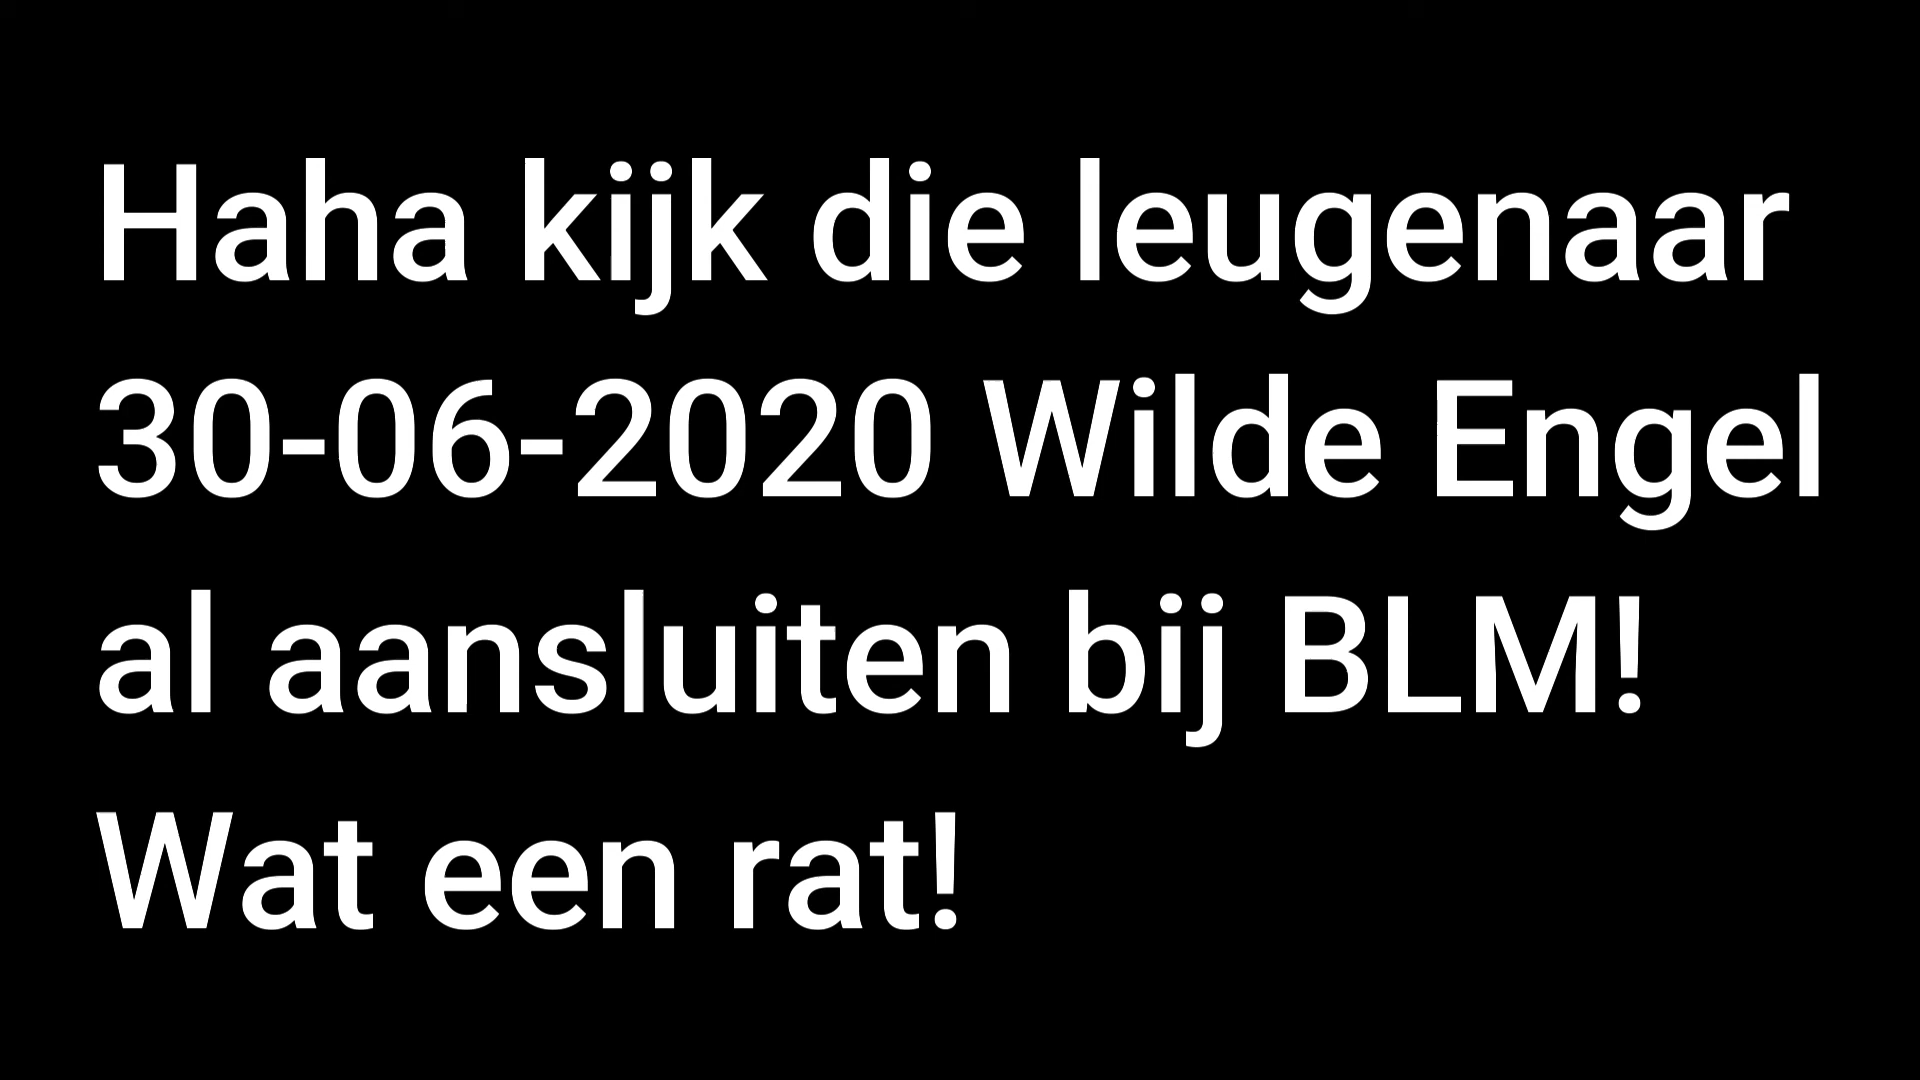 Haha kijk die leugenaar
30-06-2020 Wilde Engel
al aansluiten bij BLM!
Wat een rat!